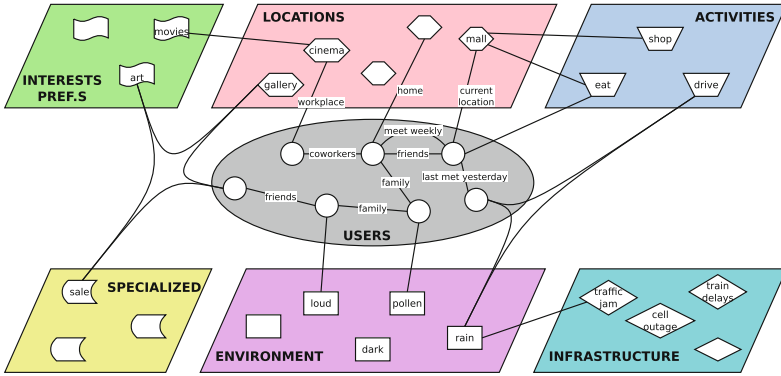 LOCATIONS
ACTIVITIES
movies
cinema
mall
shop
art
INTERESTS
PREF.S
gallery
home
current
location
eat
drive
workplace
meet weekly
coworkers
friends
last met yesterday
family
friends
family
USERS
sale
SPECIALIZED
loud
pollen
rain
dark
ENVIRONMENT
traffic
jam
train
delays
cell
outage
INFRASTRUCTURE